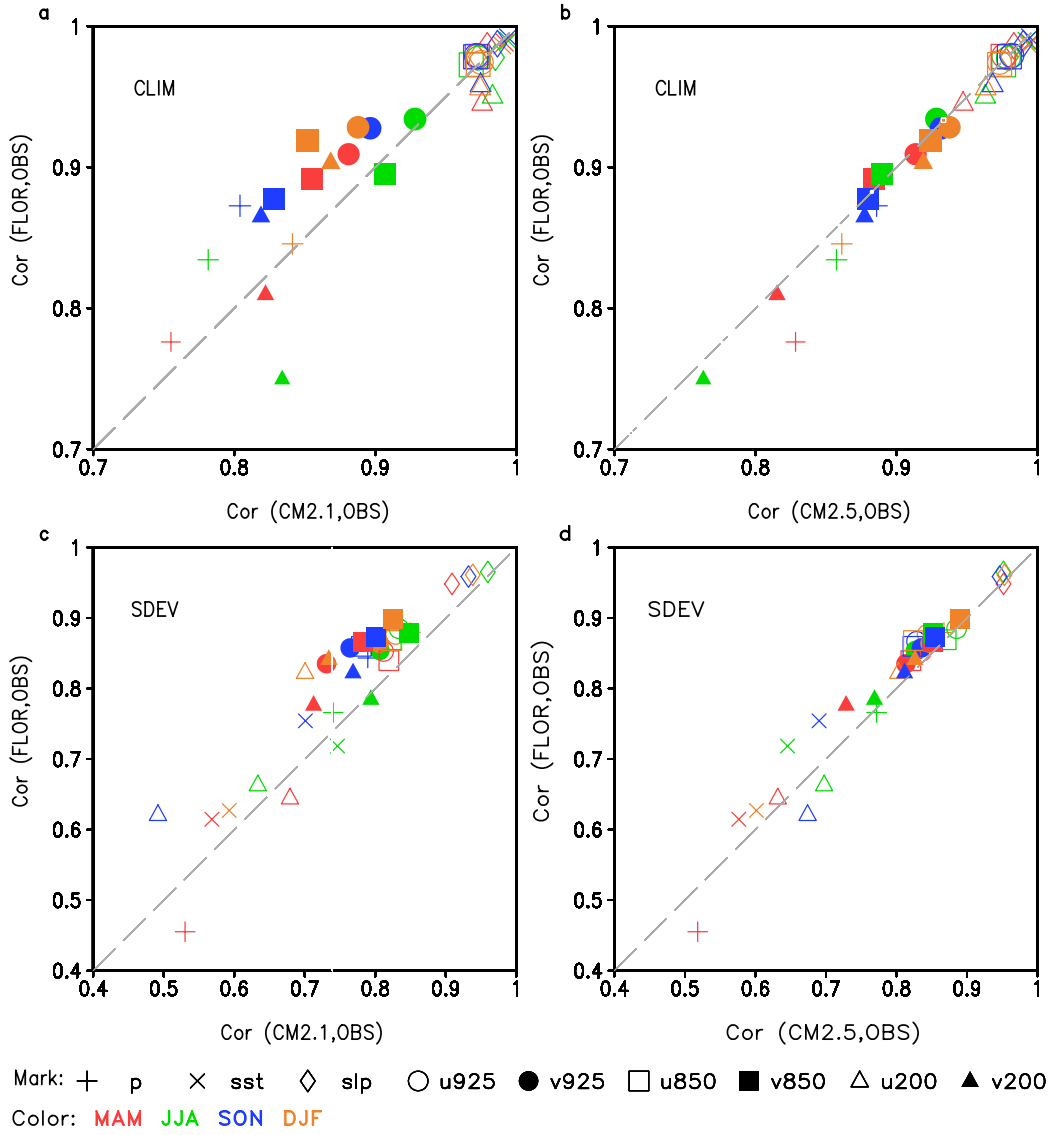 a
b
1
0.9
0.8
0.7
Cor (FLOR,OBS)
CLIM
0.7
0.8
0.9
1
Cor (CM2.1,OBS)
1
0.9
0.8
0.7
Cor (FLOR,OBS)
CLIM
0.7
0.8
0.9
1
Cor (CM2.5,OBS)
c
d
1
0.9
0.8
0.7
0.6
0.5
0.4
Cor (FLOR,OBS)
SDEV
0.4
0.5
0.6
0.7
0.8
0.9
1
Cor (CM2.1,OBS)
1
0.9
0.8
0.7
0.6
0.5
0.4
Cor (FLOR,OBS)
SDEV
0.4
0.5
0.6
0.7
0.8
0.9
1
Cor (CM2.5,OBS)
Mark: p sst slp u925 v925 u850 v850 u200 v200
Color: MAM JJA SON DJF